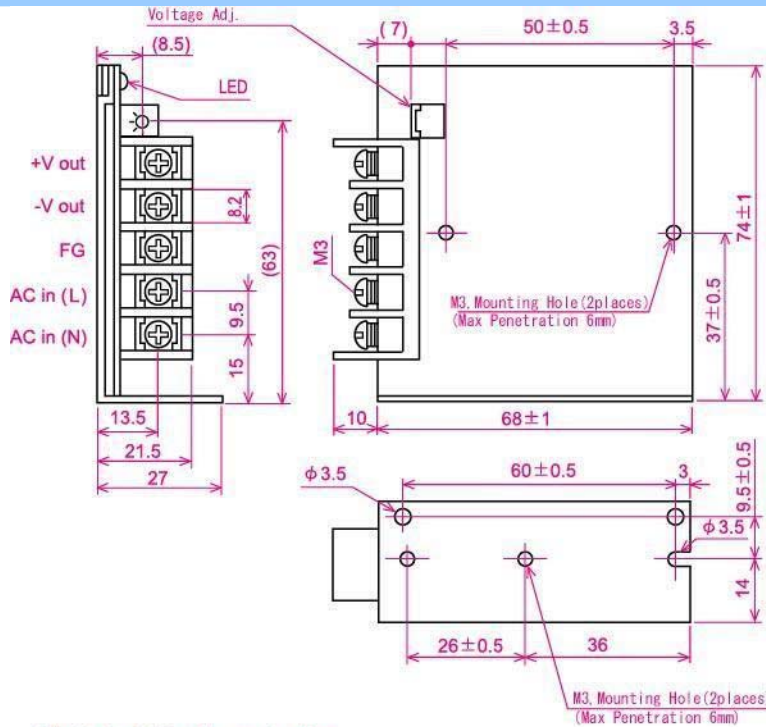 Voltage Adj.
(8.5)
LED
+V out
-V out
FG
AC in (L)
AC in (N)
8.2
(63)
9.5
15
13.5
21.5
27
( 7)
50±0.5
3.5
M3
M3, Mounting Hole(2places)
(Max Penetration 6mm)
37±0.5
74±1
10
68±1
φ3.5
60±0.5
3
9.5±0.5
φ3.5
14
26±0.5
36
M3, Mounting Hole(2places
(Max Penetration 6mm)